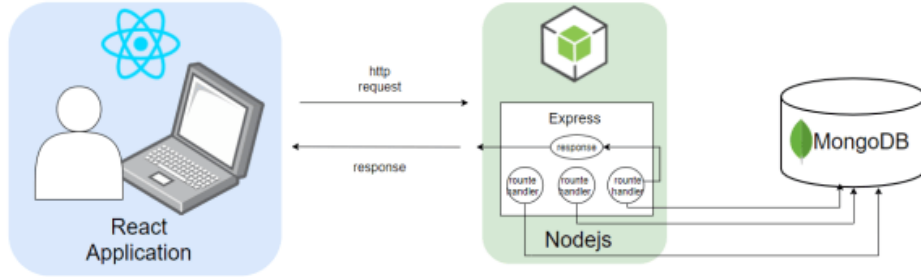 http
request
response
React
Application
Express
response
rounte
handler
rounte
handler
rounte
handler
Nodejs
MongoDB